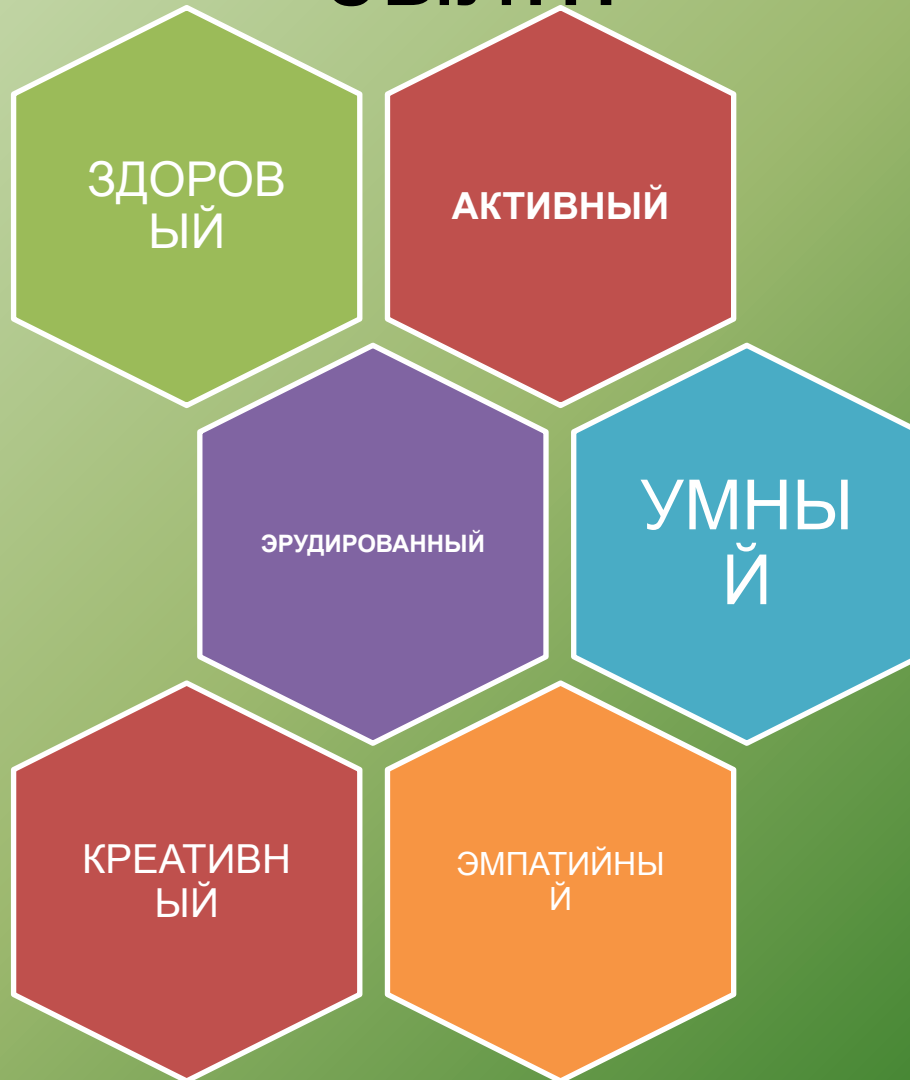 ЗДОРОВ
ЫЙ
АКТИВНЫЙ
ЭРУДИРОВАННЫЙ
УМНЫ
Й
КРЕАТИВН
ЫЙ
ЭМПАТИЙНЫ
Й